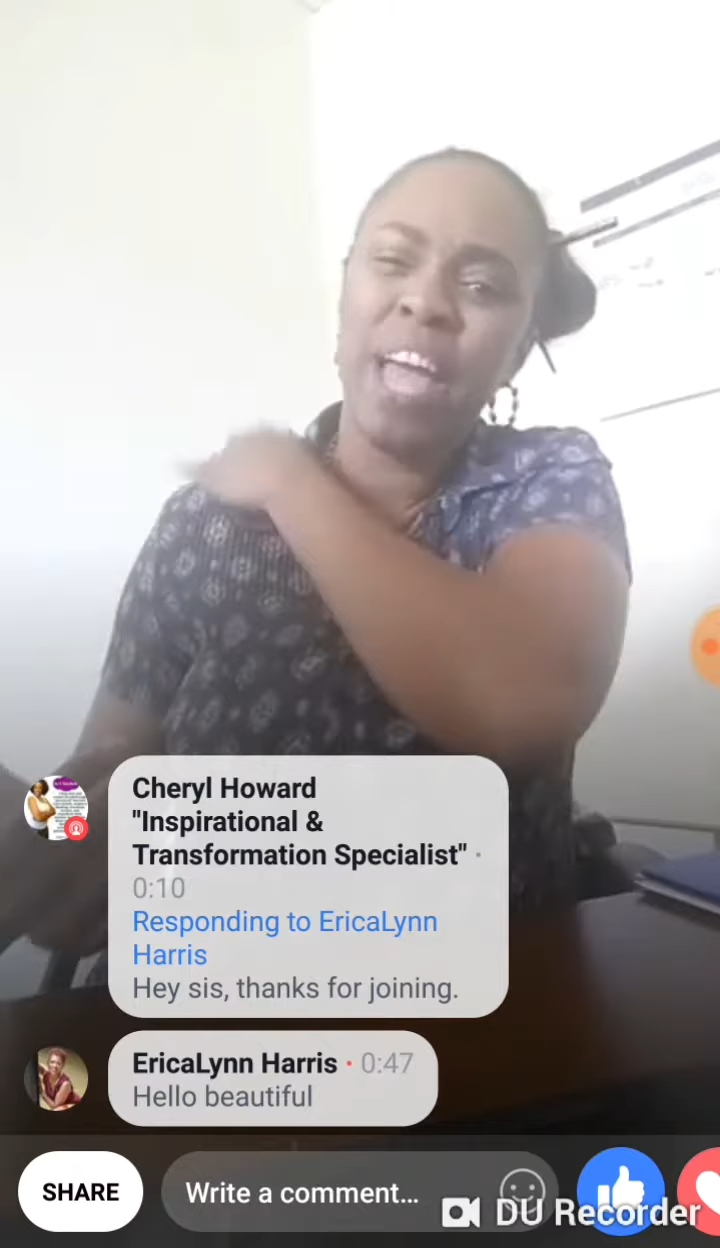 Cheryl Howard
"Inspirational &
Transformation Specialist" ·
0:10
Responding to EricaLynn
Harris
Hey sis, thanks for joining.
EricaLynn Harris · 0:47
Hello beautiful
SHARE
Write a comment...
DU Recorder